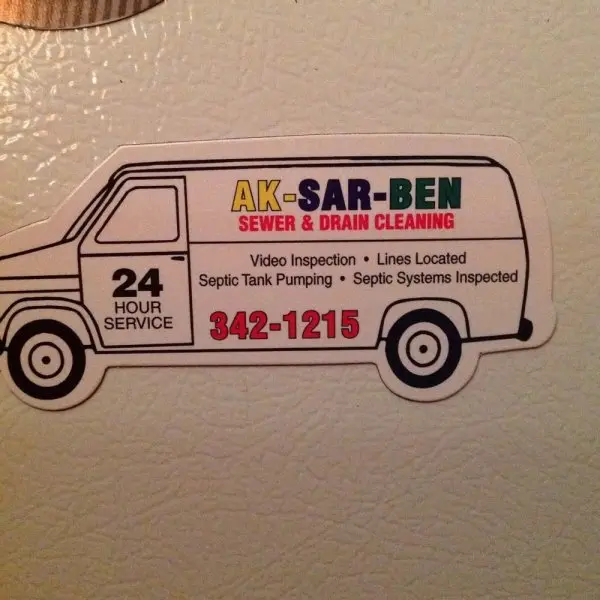 AK-SAR-BEN
SEWER & DRAIN CLEANING
Video Inspection • Lines Located
Septic Tank Pumping • Septic Systems Inspected
24
HOUR
SERVICE
342-1215